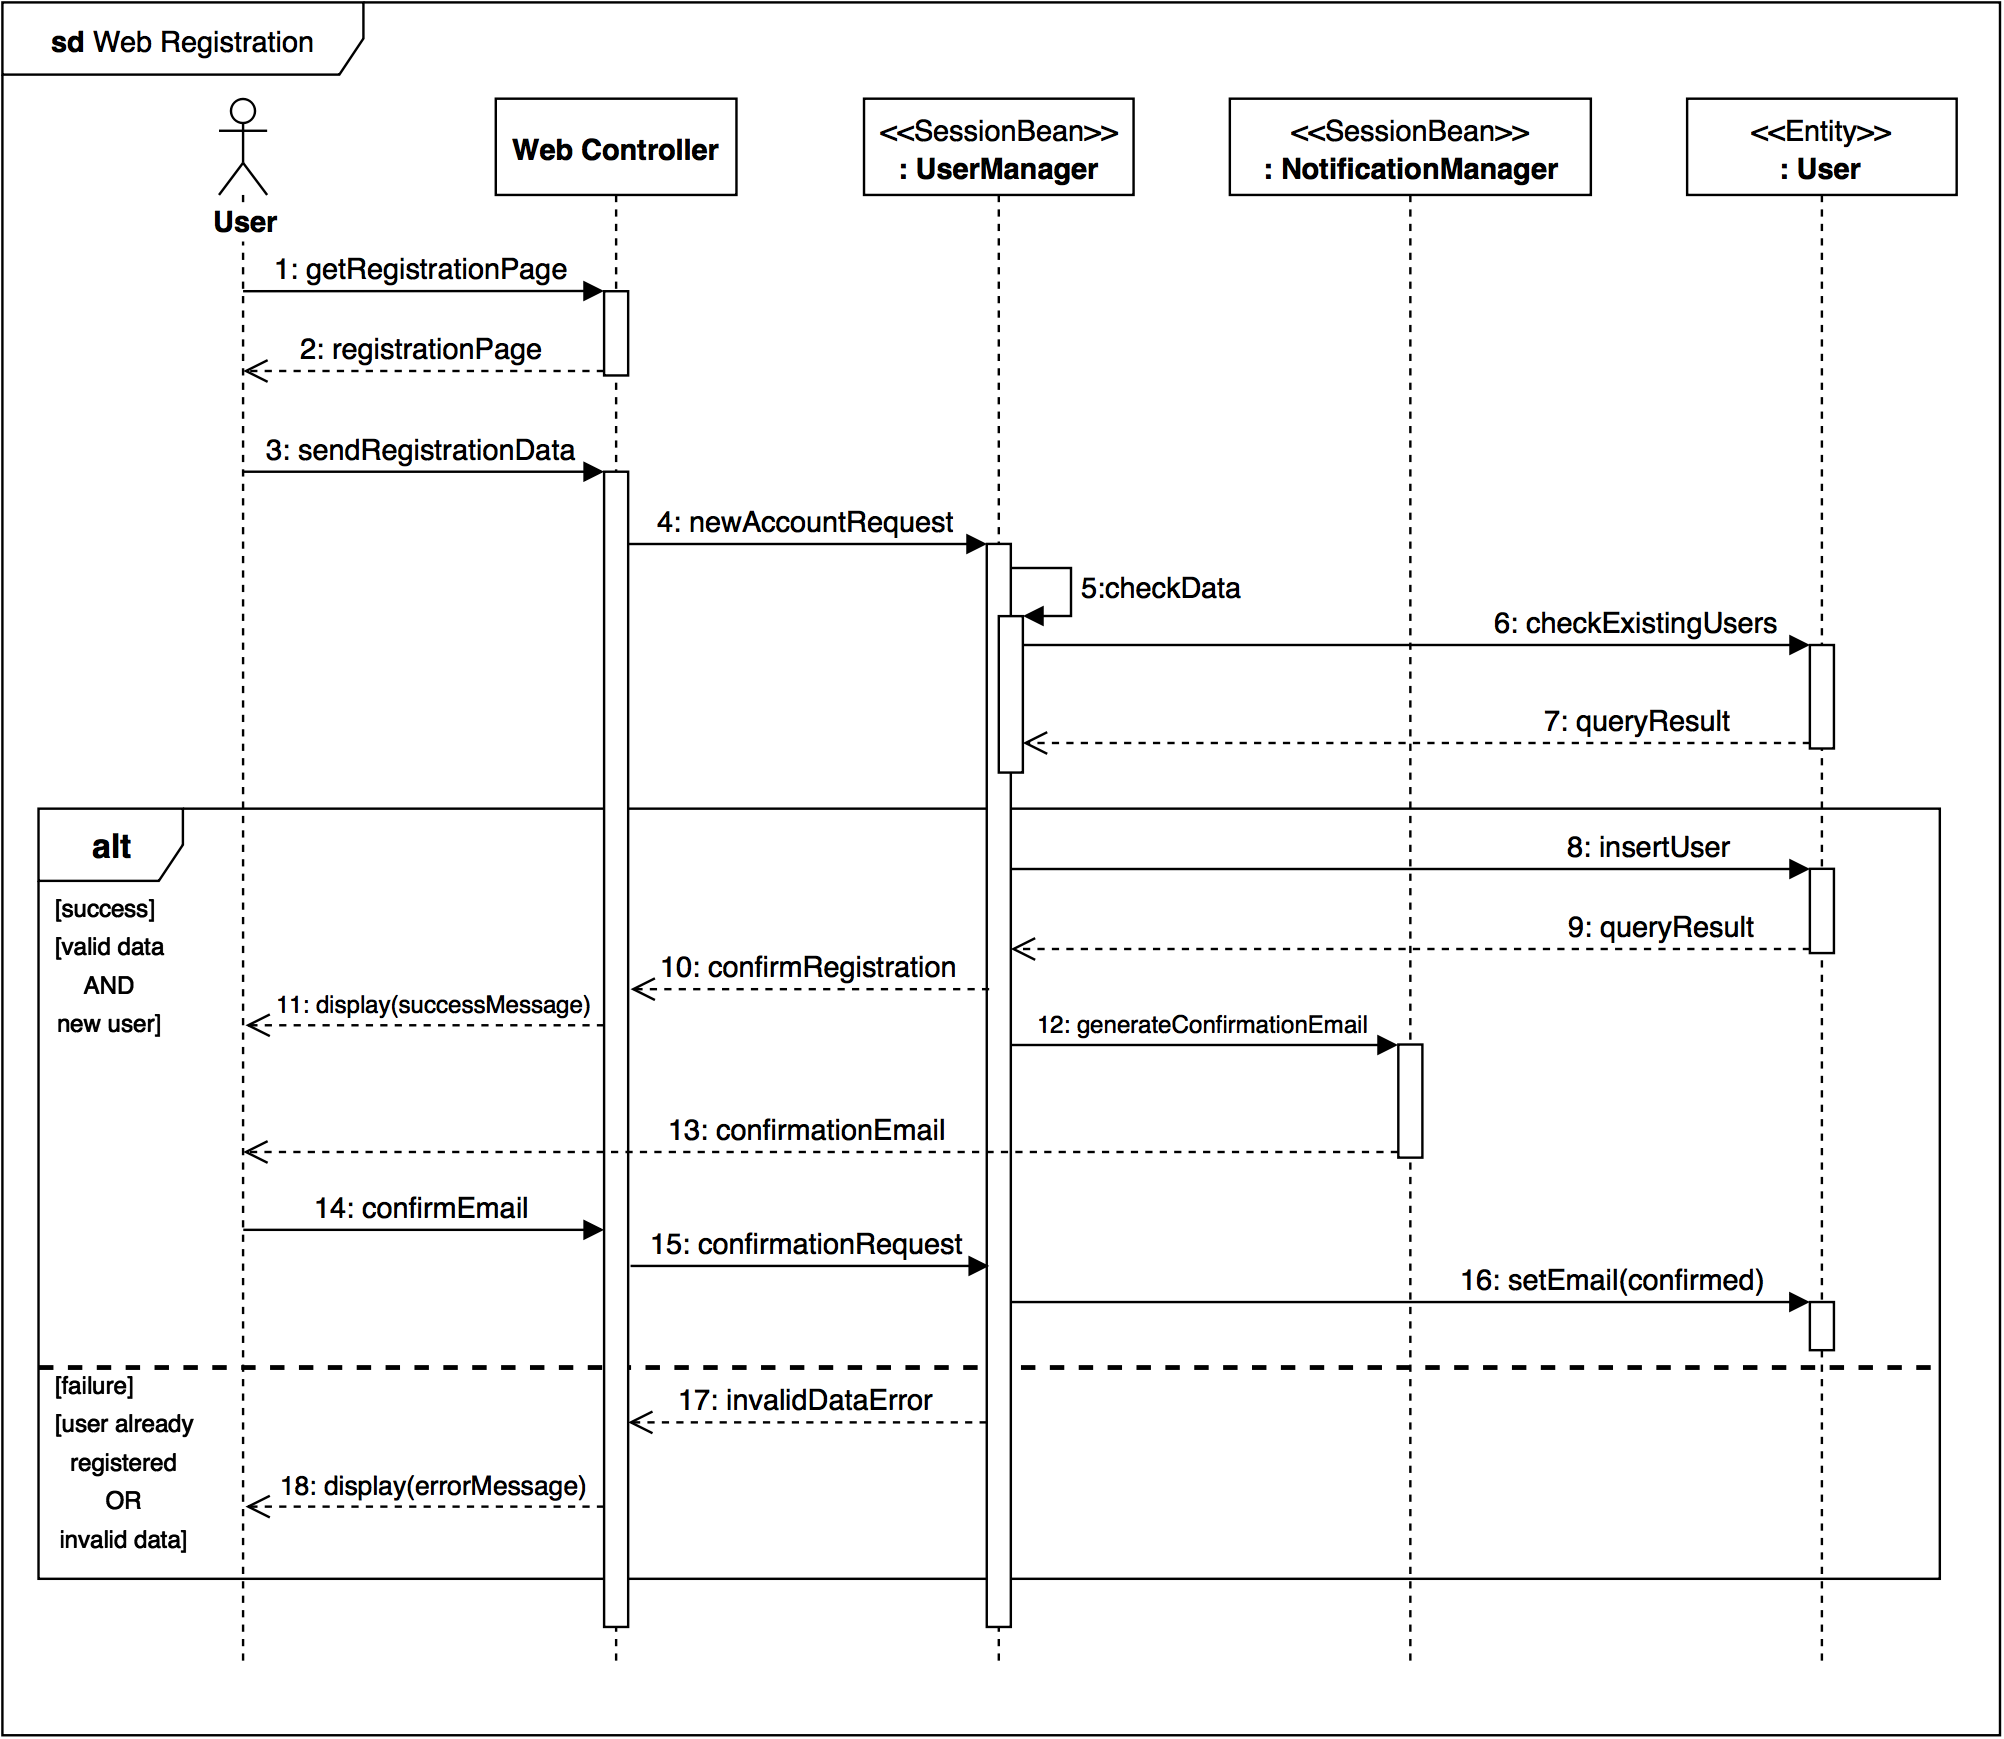 sd Web Registration
User
Web Controller
<<SessionBean>>
: UserManager
<<SessionBean>>
: NotificationManager
<<Entity>>
: User
1: getRegistrationPage
2: registrationPage
3: sendRegistrationData
4: newAccountRequest
5:checkData
6: checkExistingUsers
7: queryResult
alt
[success]
[valid data
AND
new user]
8: insertUser
9: queryResult
10: confirmRegistration
11: display(successMessage)
12: generateConfirmationEmail
13: confirmationEmail
14: confirmEmail
15: confirmationRequest
16: setEmail(confirmed)
[failure]
[user already
registered
OR
invalid data]
17: invalidDataError
18: display(errorMessage)